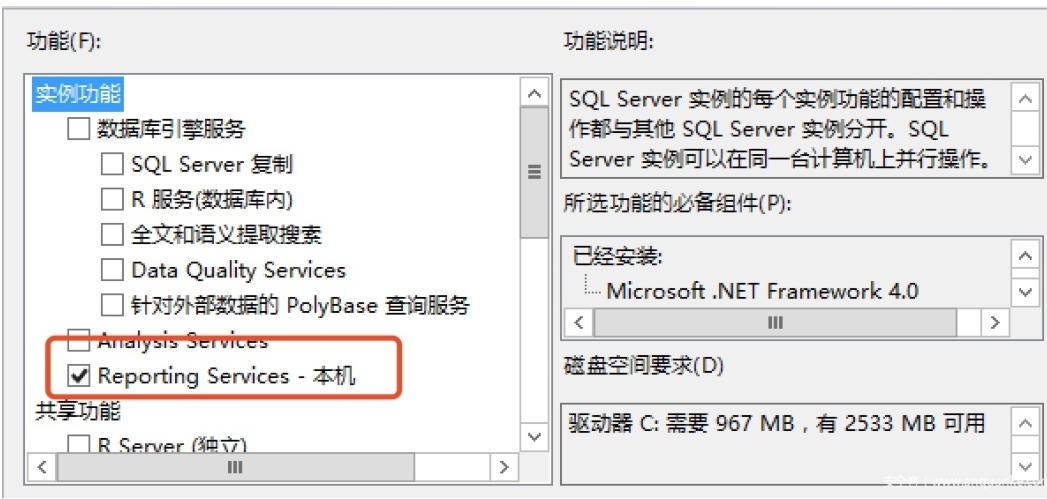 功能(F):
实例功能
数据库引擎服务
SQL Server 复制
R 服务(数据库内)
全文和语义提取搜索
Data Quality Services
针对外部数据的 PolyBase 查询服务
Analysis Services
Reporting Services - 本机
共享功能
R Server (独立)
功能说明:
SQL Server 实例的每个实例功能的配置和操
作都与其他 SQL Server 实例分开。SQL
Server 实例可以在同一台计算机上并行操作。
所选功能的必备组件(P):
已经安装:
Microsoft .NET Framework 4.0
磁盘空间要求(D)
驱动器 C: 需要 967 MB，有 2533 MB 可用